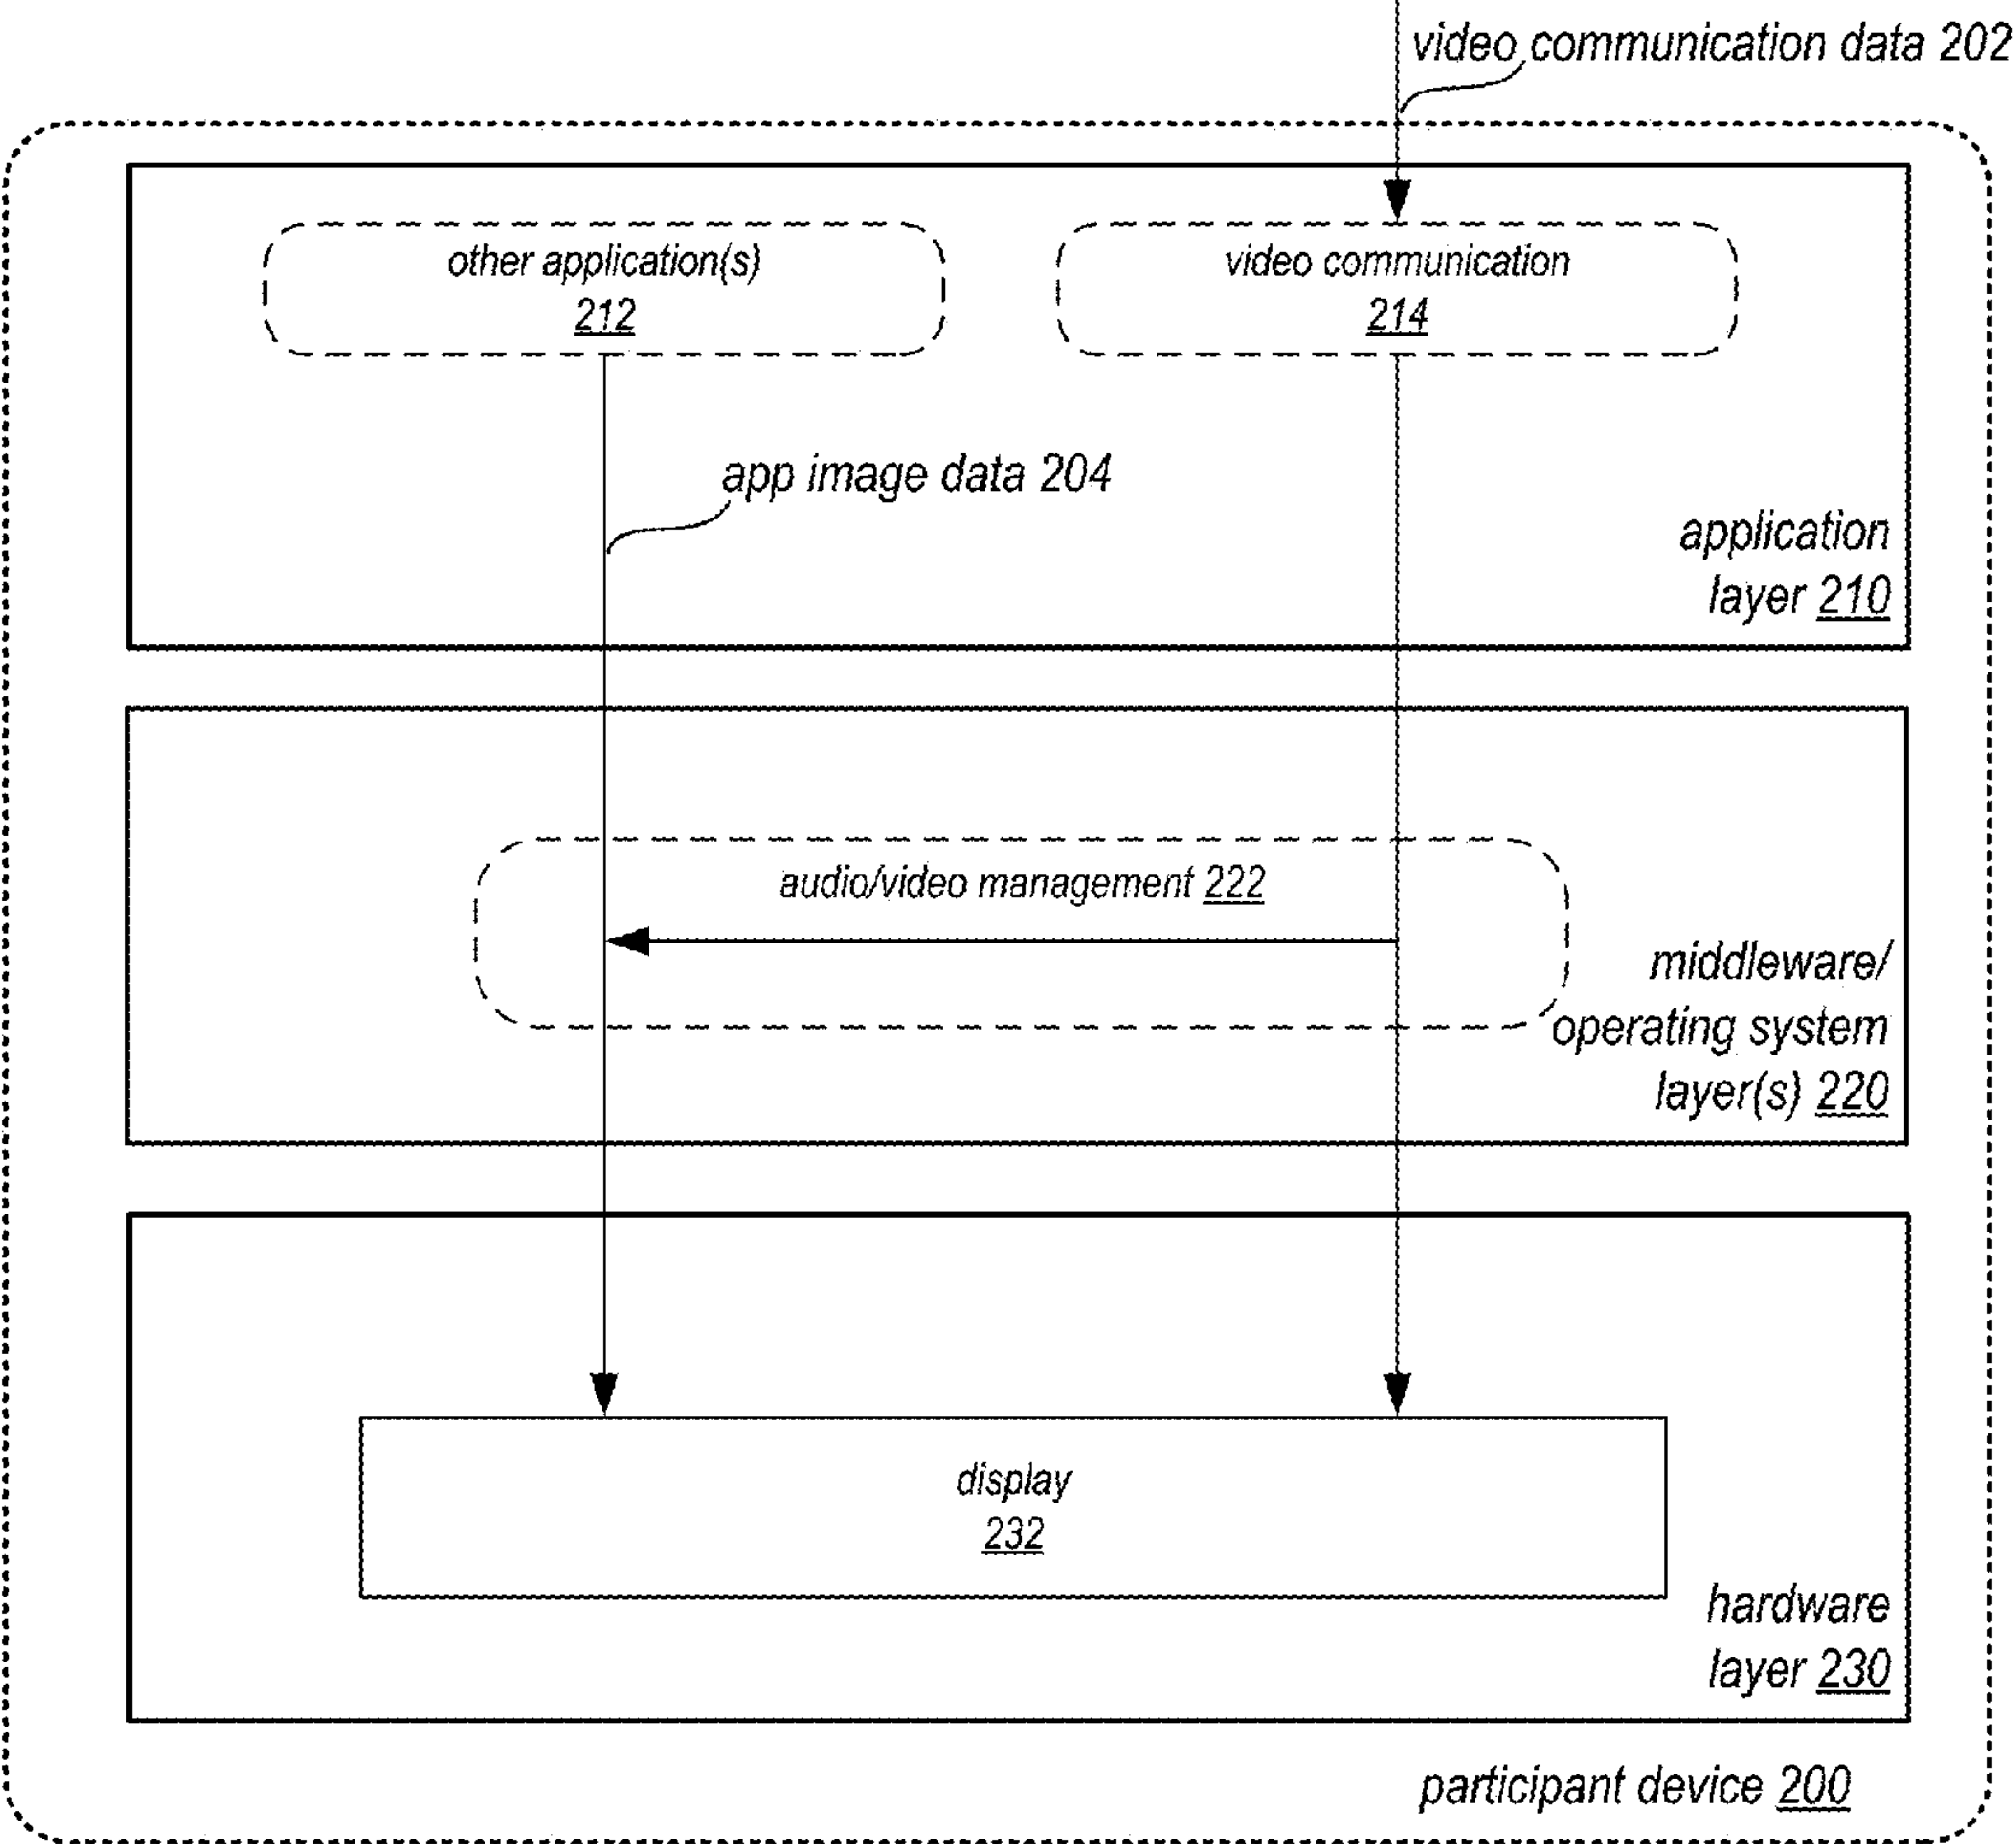 video communication data 202
other application(s)
212
video communication
214
app image data 204
application
layer 210
audio/video management 222
middleware/
operating system
layer(s) 220
display
232
hardware
layer 230
participant device 200